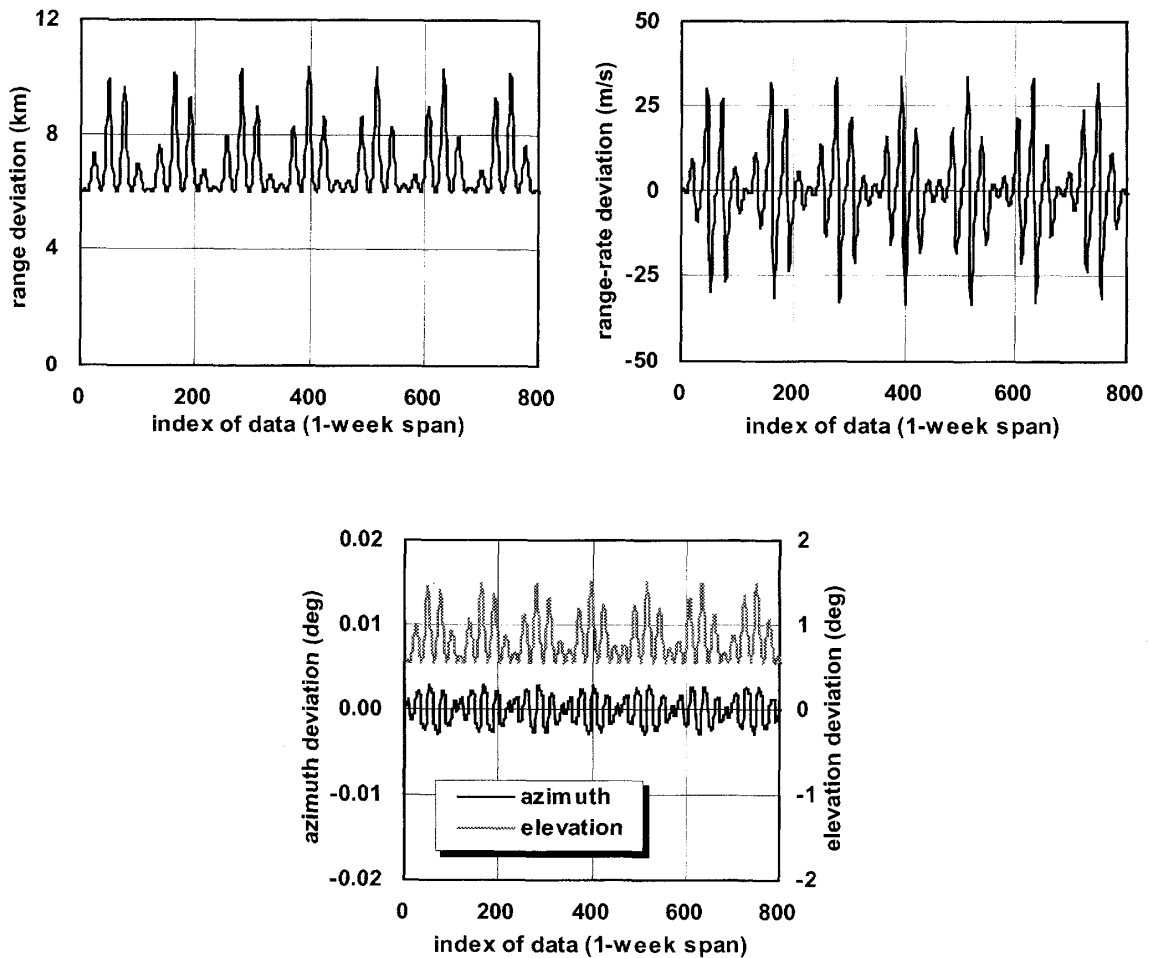 12
8
4
0
range deviation (km)
0 200 400 600 800
index of data (1-week span)
50
25
0
-25
-50
range-rate deviation (m/s)
0 200 400 600 800
index of data (1-week span)
0.02
0.01
0.00
-0.01
-0.02
azimuth deviation (deg)
2
1
0
-1
-2
elevation deviation (deg)
azimuth
elevation
0 200 400 600 800
index of data (1-week span)